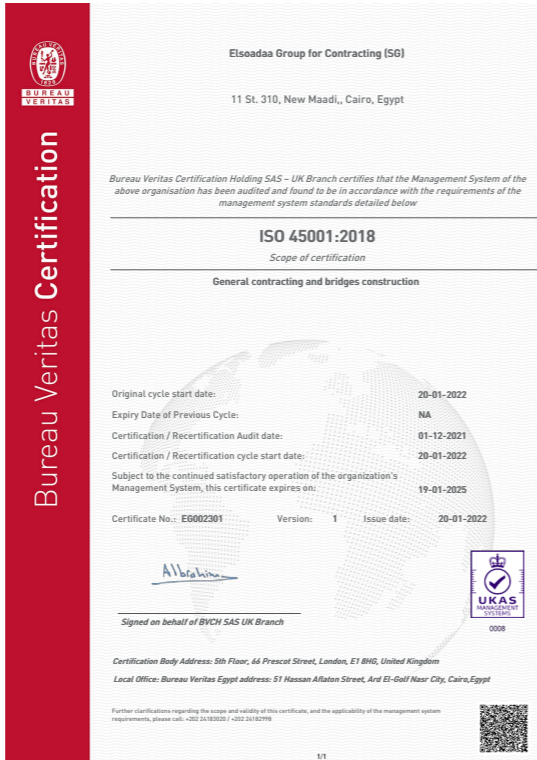 BUREAU VERITAS
1828
BUREAU
VERITAS
Bureau Veritas Certification
Elsoadaa Group for Contracting (SG)
11 St. 310, New Maadi,, Cairo, Egypt
Bureau Veritas Certification Holding SAS – UK Branch certifies that the Management System of the
above organisation has been audited and found to be in accordance with the requirements of the
management system standards detailed below
ISO 45001:2018
Scope of certification
General contracting and bridges construction
Original cycle start date: 20-01-2022
Expiry Date of Previous Cycle: NA
Certification / Recertification Audit date: 01-12-2021
Certification / Recertification cycle start date: 20-01-2022
Subject to the continued satisfactory operation of the organization's
Management System, this certificate expires on: 19-01-2025
Certificate No.: EG002301 Version: 1 Issue date: 20-01-2022
AIbrahim
Signed on behalf of BVCH SAS UK Branch
UKAS
MANAGEMENT
SYSTEMS
0008
Certification Body Address: 5th Floor, 66 Prescot Street, London, E1 8HG, United Kingdom
Local Office: Bureau Veritas Egypt address: 51 Hassan Aflaton Street, Ard El-Golf Nasr City, Cairo,Egypt
Further clarifications regarding the scope and validity of this certificate, and the applicability of the management system
requirements, please call: +202 24183020 / +202 24182998
1/1